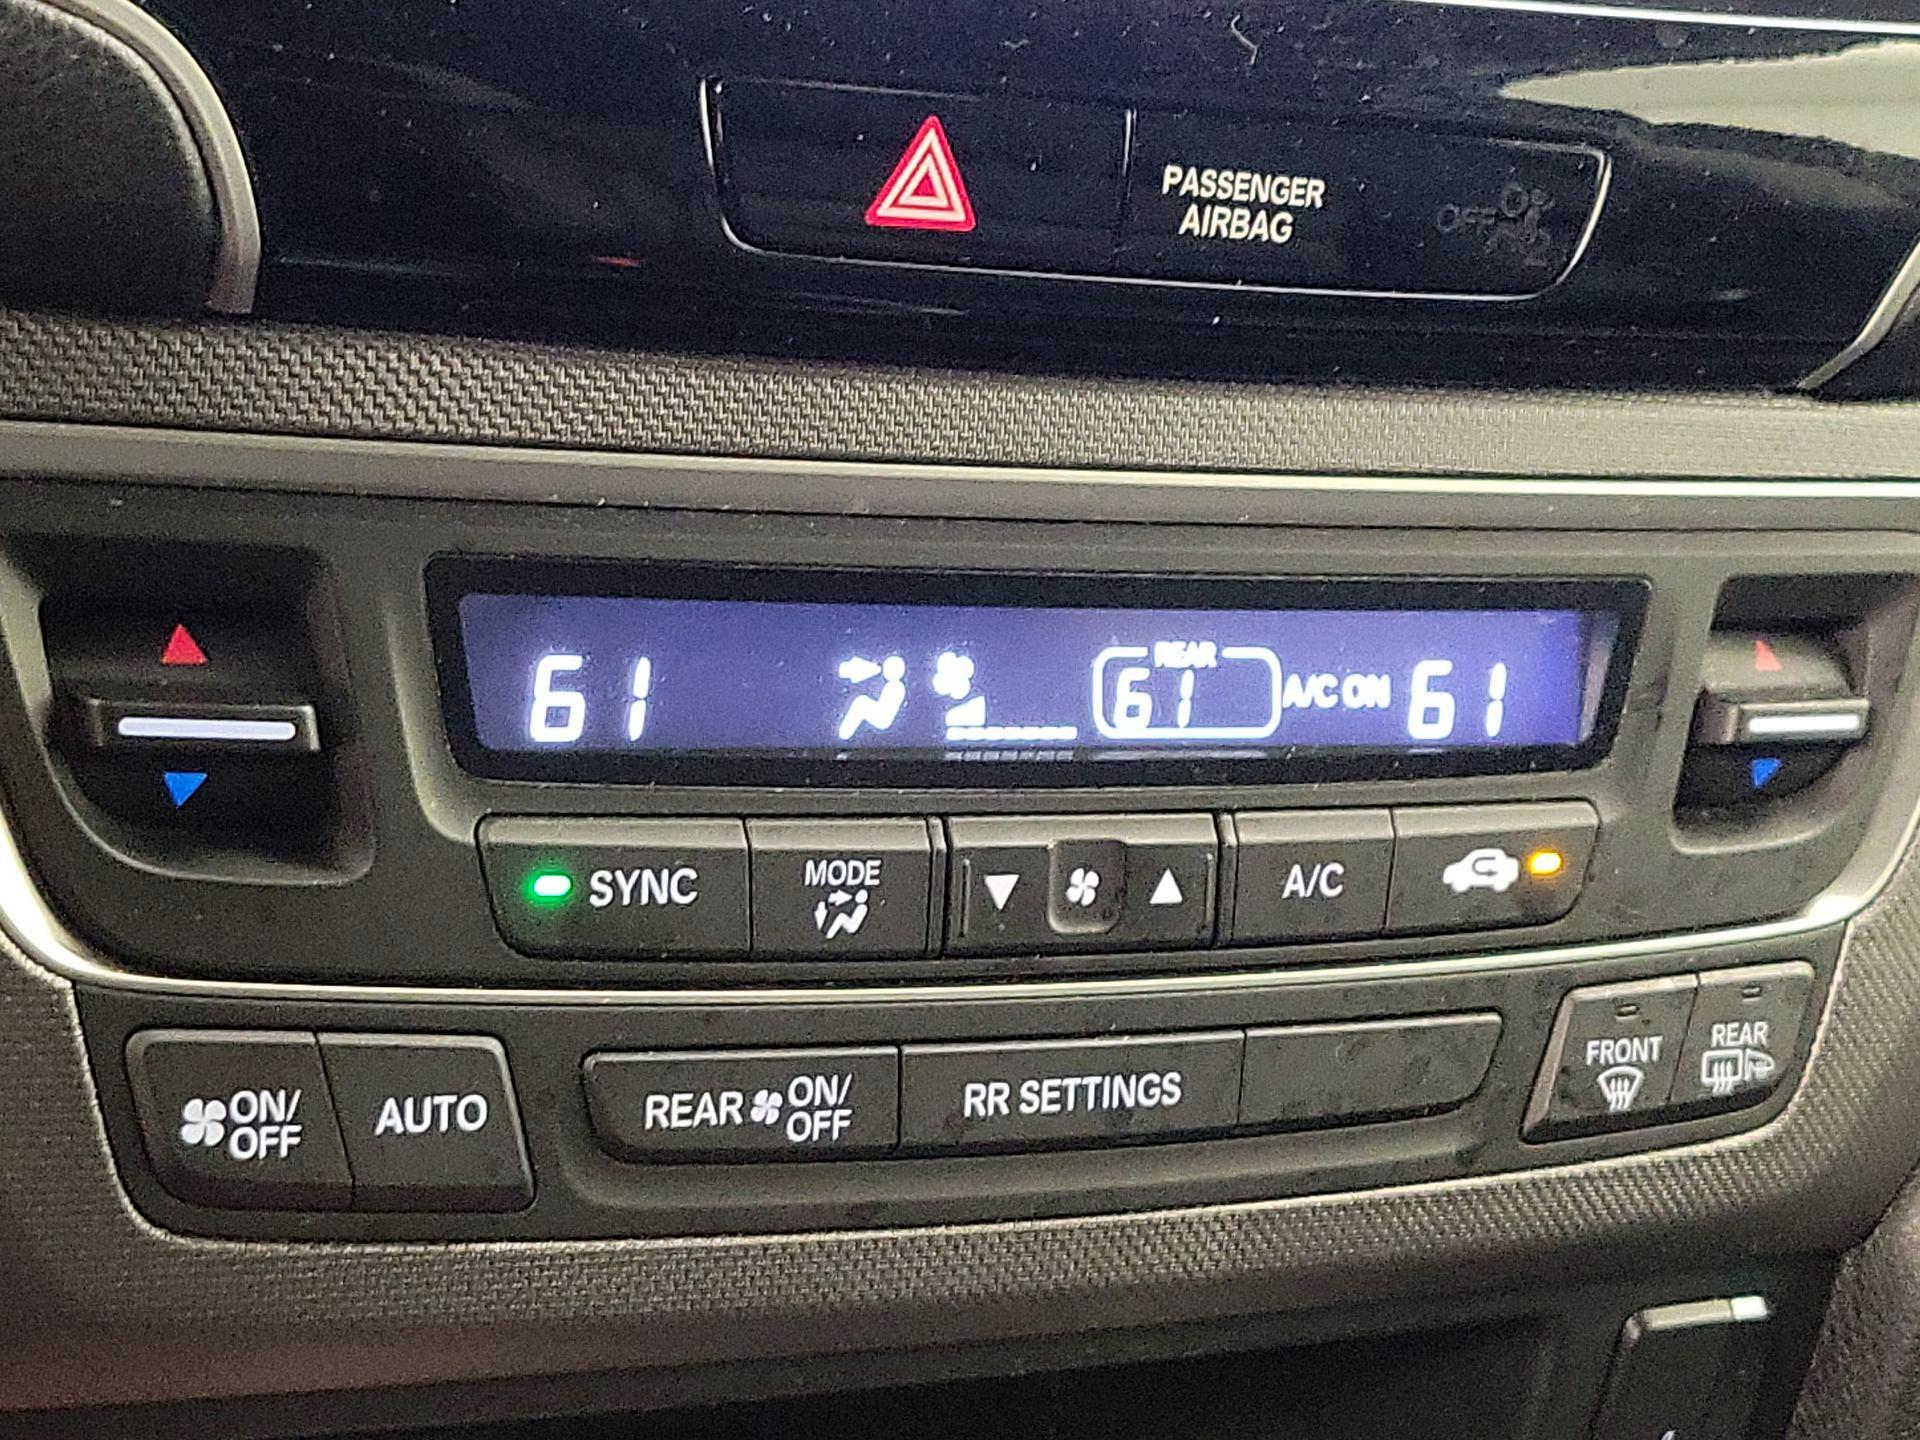 PASSENGER
AIRBAG
OFF
REAR
61 61 A/C ON 61
SYNC
MODE
A/C
ON/
OFF
AUTO
REAR ON/
OFF
RR SETTINGS
FRONT
REAR